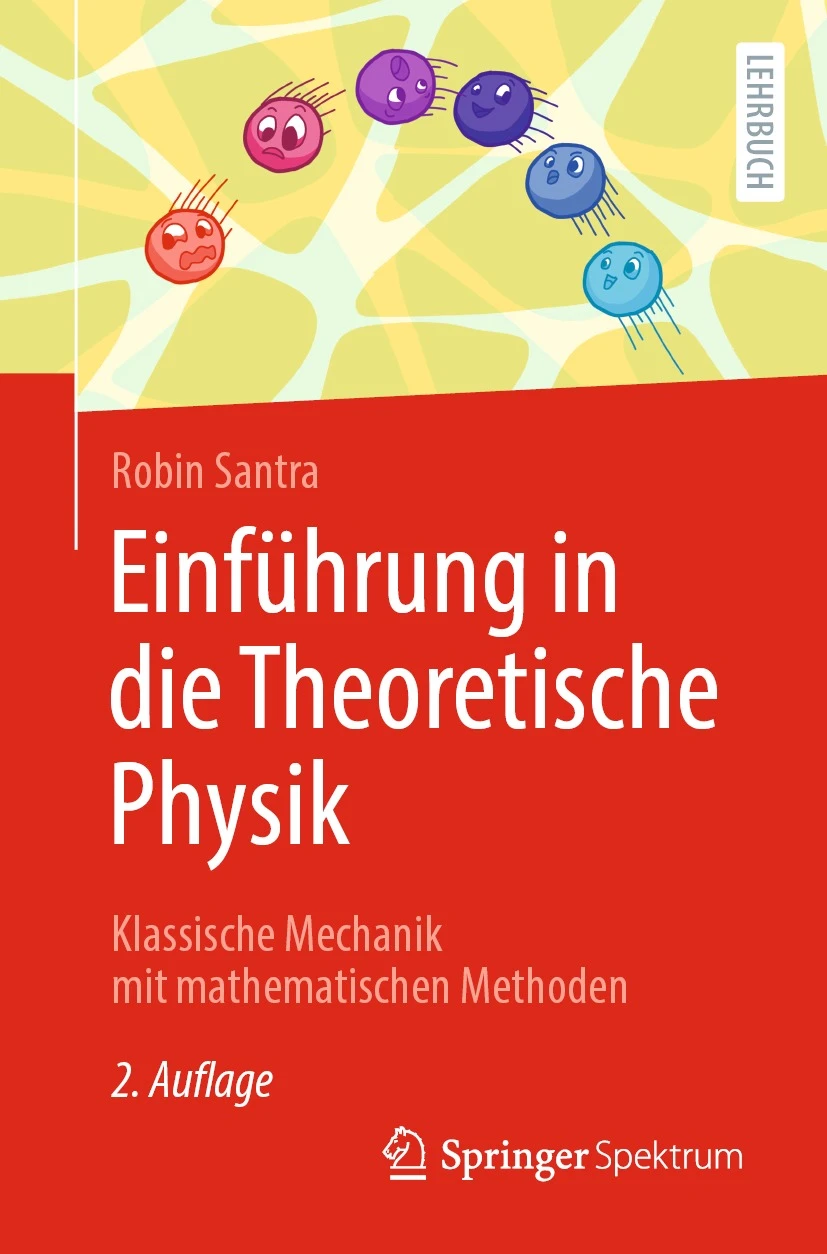 LEHRBUCH
Robin Santra
Einführung in
die Theoretische
Physik
Klassische Mechanik
mit mathematischen Methoden
2. Auflage
Springer Spektrum